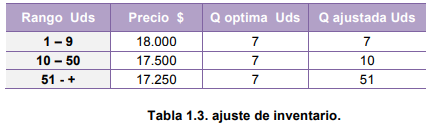 Rango Uds Precio $ Q optima Uds Q ajustada Uds
1 – 9 18.000 7 7
10 – 50 17.500 7 10
51 - + 17.250 7 51
Tabla 1.3. ajuste de inventario.